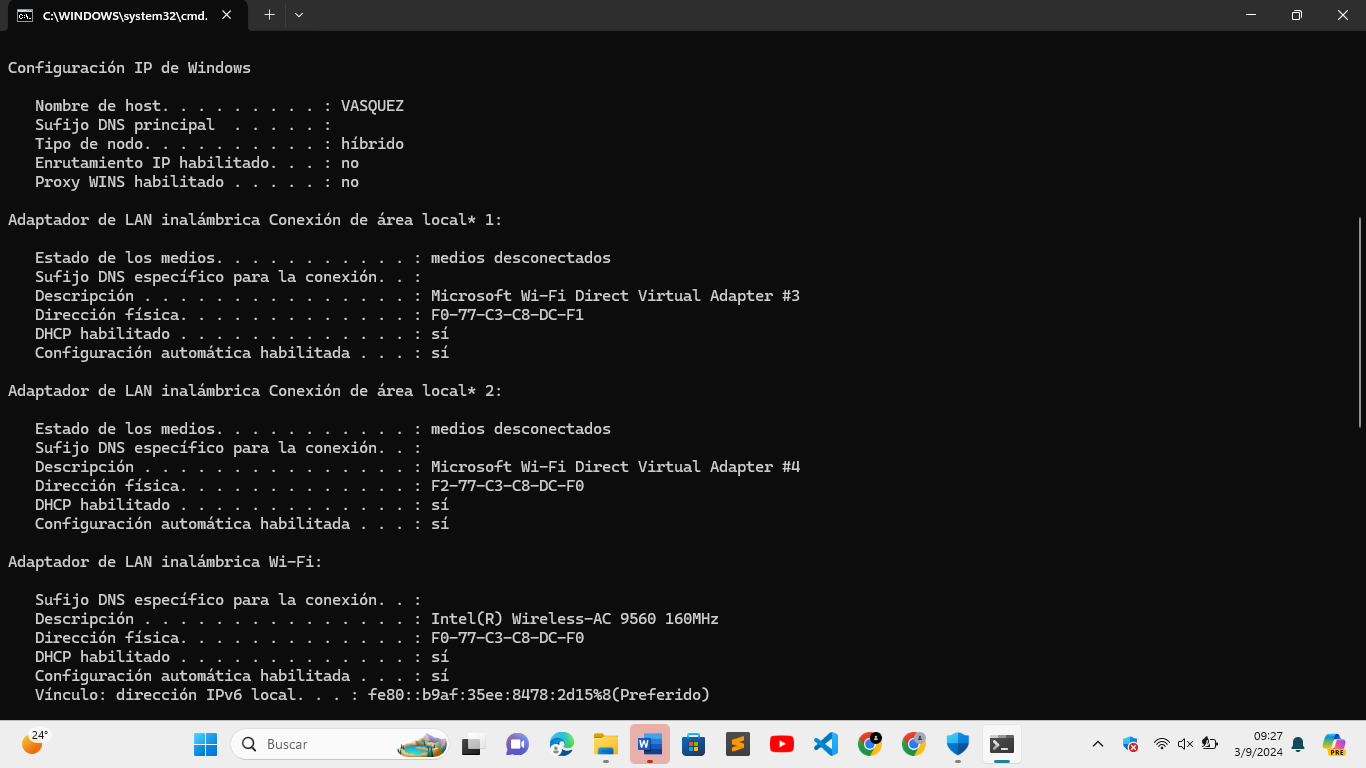 C:\WINDOWS\system32\cmd.
Configuración IP de Windows
Nombre de host. . . . . . . . . : VASQUEZ
Sufijo DNS principal  . . . . . :
Tipo de nodo. . . . . . . . . . : híbrido
Enrutamiento IP habilitado. . . : no
Proxy WINS habilitado . . . . . : no
Adaptador de LAN inalámbrica Conexión de área local* 1:
Estado de los medios. . . . . . . . . . . : medios desconectados
Sufijo DNS específico para la conexión. . :
Descripción . . . . . . . . . . . . . . . : Microsoft Wi-Fi Direct Virtual Adapter #3
Dirección física. . . . . . . . . . . . . : F0-77-C3-C8-DC-F1
DHCP habilitado . . . . . . . . . . . . . : sí
Configuración automática habilitada . . . : sí
Adaptador de LAN inalámbrica Conexión de área local* 2:
Estado de los medios. . . . . . . . . . . : medios desconectados
Sufijo DNS específico para la conexión. . :
Descripción . . . . . . . . . . . . . . . : Microsoft Wi-Fi Direct Virtual Adapter #4
Dirección física. . . . . . . . . . . . . : F2-77-C3-C8-DC-F0
DHCP habilitado . . . . . . . . . . . . . : sí
Configuración automática habilitada . . . : sí
Adaptador de LAN inalámbrica Wi-Fi:
Sufijo DNS específico para la conexión. . :
Descripción . . . . . . . . . . . . . . . : Intel(R) Wireless-AC 9560 160MHz
Dirección física. . . . . . . . . . . . . : F0-77-C3-C8-DC-F0
DHCP habilitado . . . . . . . . . . . . . : sí
Configuración automática habilitada . . . : sí
Vínculo: dirección IPv6 local. . . : fe80::b9af:35ee:8478:2d15%8(Preferido)
24°
Buscar
09:27
3/9/2024
PRE